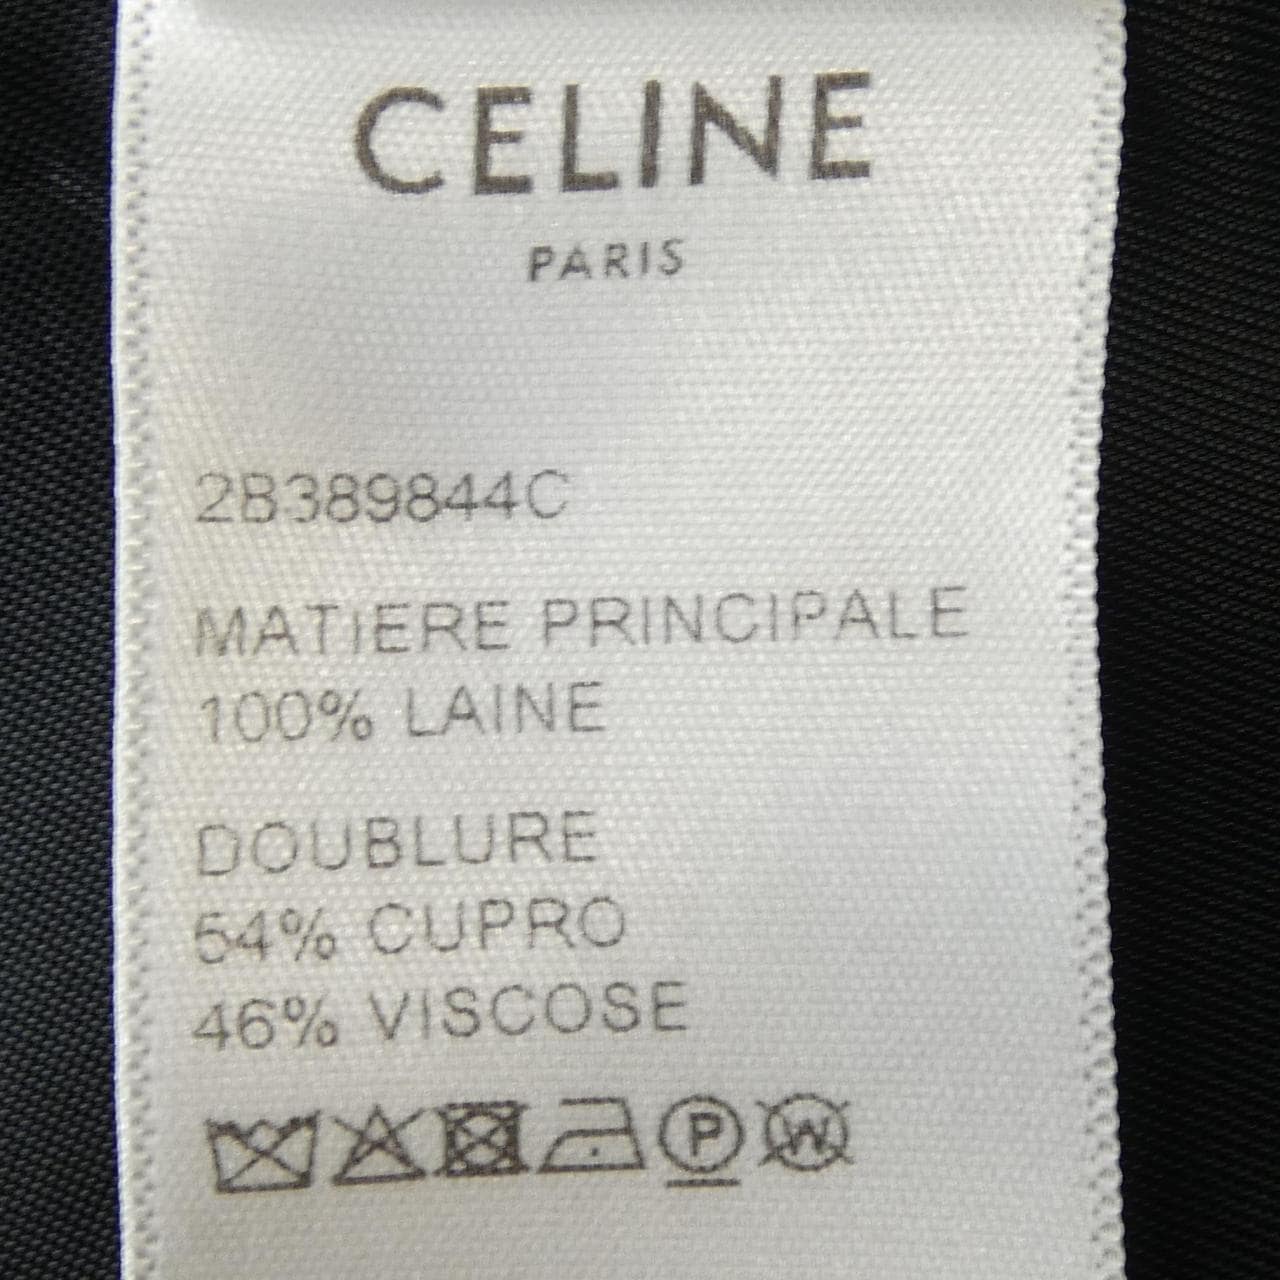 CELINE
PARIS
2B389844C
MATIERE PRINCIPALE
100% LAINE
DOUBLURE
54% CUPRO
46% VISCOSE
P W